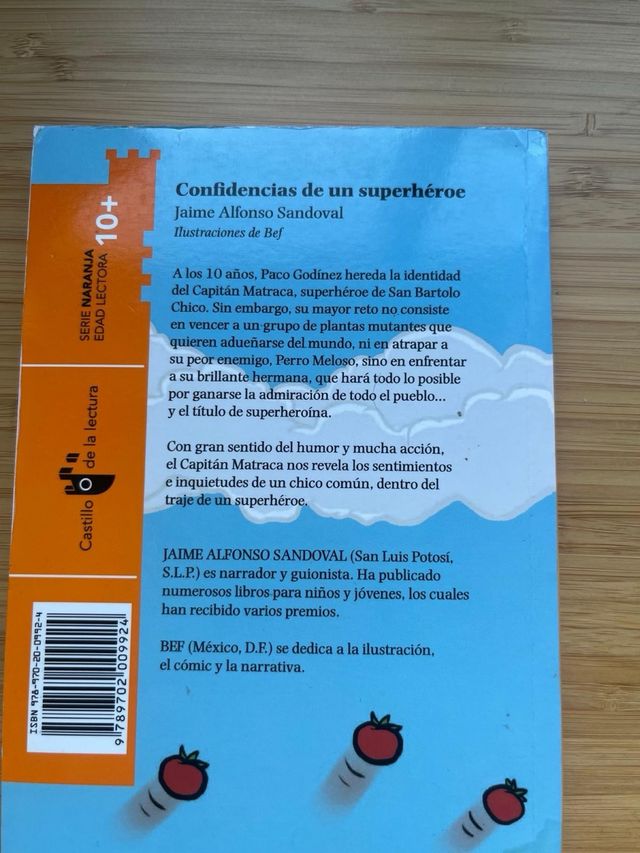 Confidencias de un superhéroe
Jaime Alfonso Sandoval
Ilustraciones de Bef
A los 10 años, Paco Godínez hereda la identidad
del Capitán Matraca, superhéroe de San Bartolo
Chico. Sin embargo, su mayor reto no consiste
en vencer a un grupo de plantas mutantes que
quieren adueñarse del mundo, ni en atrapar a
su peor enemigo, Perro Meloso, sino en enfrentar
a su brillante hermana, que hará todo lo posible
por ganarse la admiración de todo el pueblo...
y el título de superheroína.
Con gran sentido del humor y mucha acción,
el Capitán Matraca nos revela los sentimientos
e inquietudes de un chico común, dentro del
traje de un superhéroe.
JAIME ALFONSO SANDOVAL (San Luis Potosí,
S.L.P.) es narrador y guionista. Ha publicado
numerosos libros para niños y jóvenes, los cuales
han recibido varios premios.
BEF (México, D.F.) se dedica a la ilustración,
el cómic y la narrativa.
SERIE NARANJA
EDAD LECTORA 10+
Castillo de la lectura
ISBN 978-970-20-0992-4
9 789702 009924